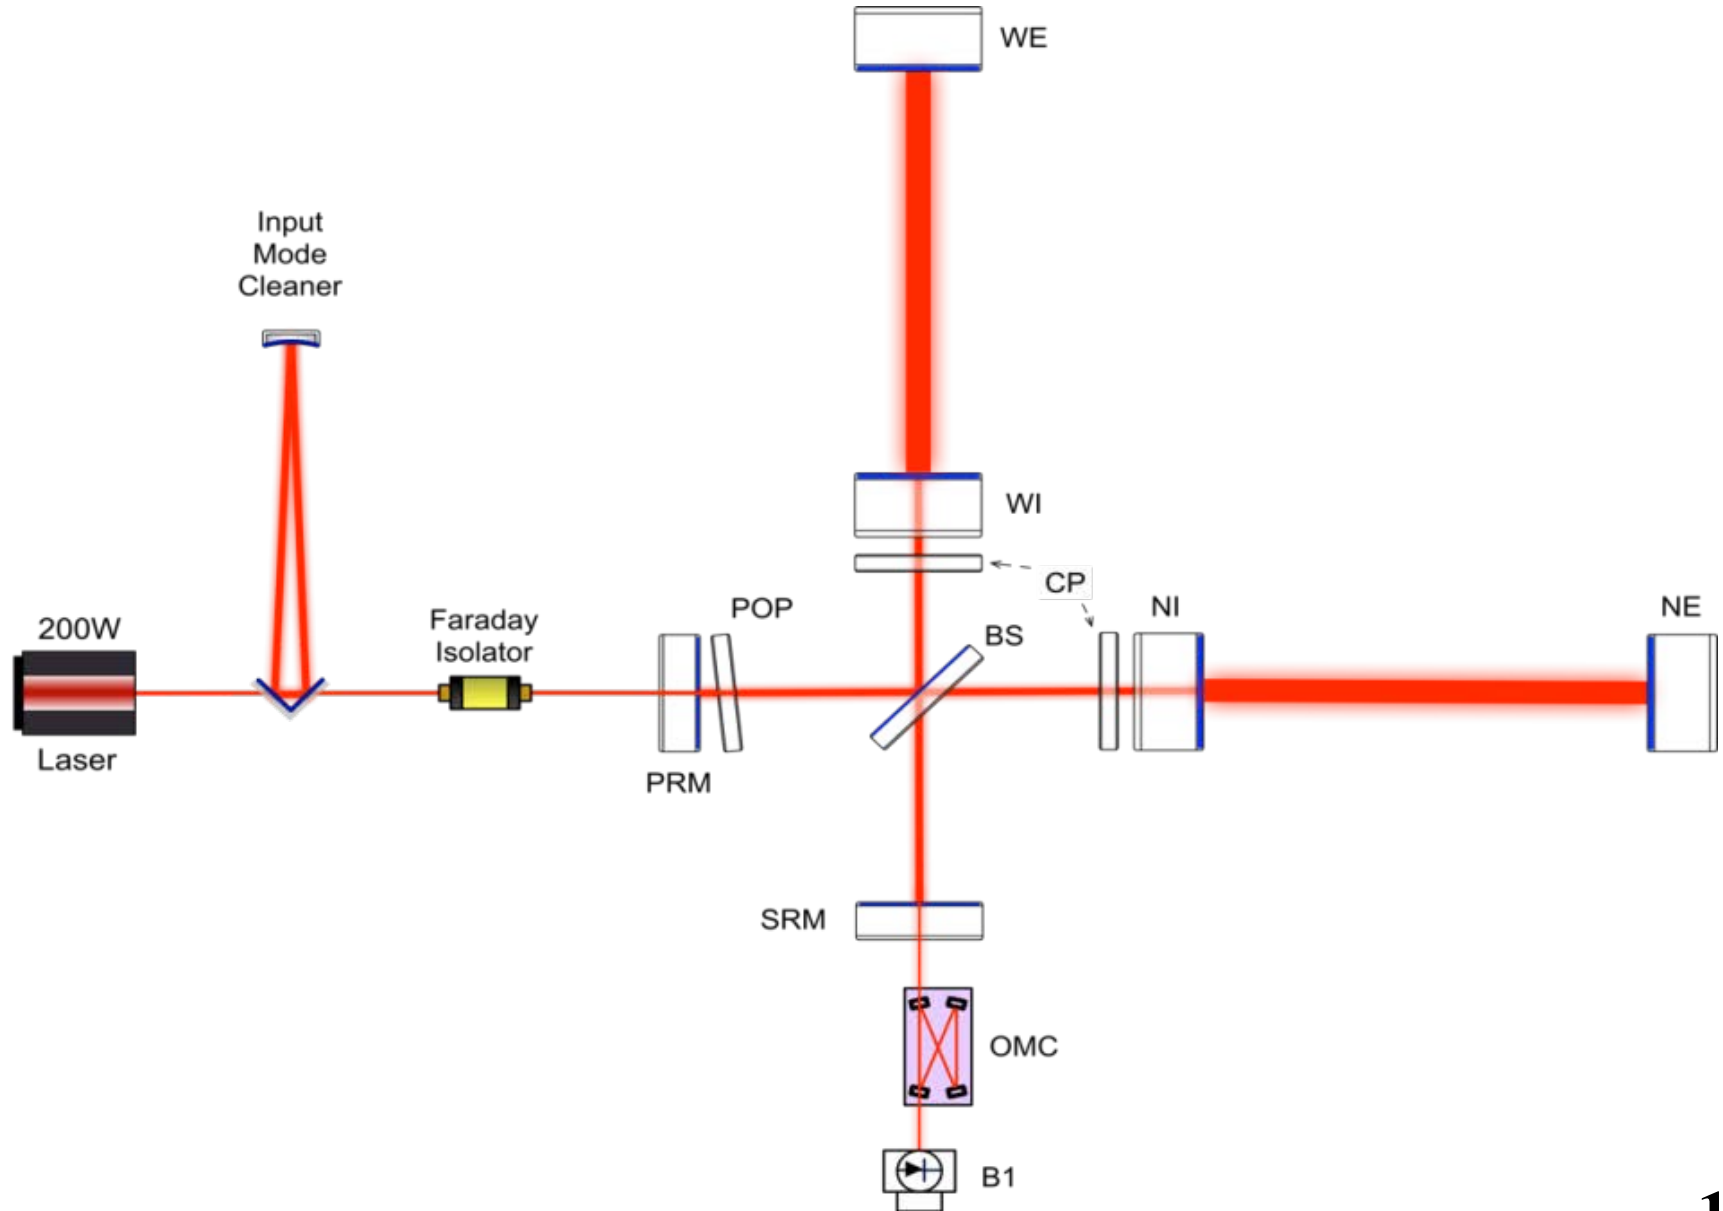 WE
Input
Mode
Cleaner
WI
CP
200W
Faraday
Isolator
POP
BS
NI
NE
Laser
PRM
SRM
OMC
B1